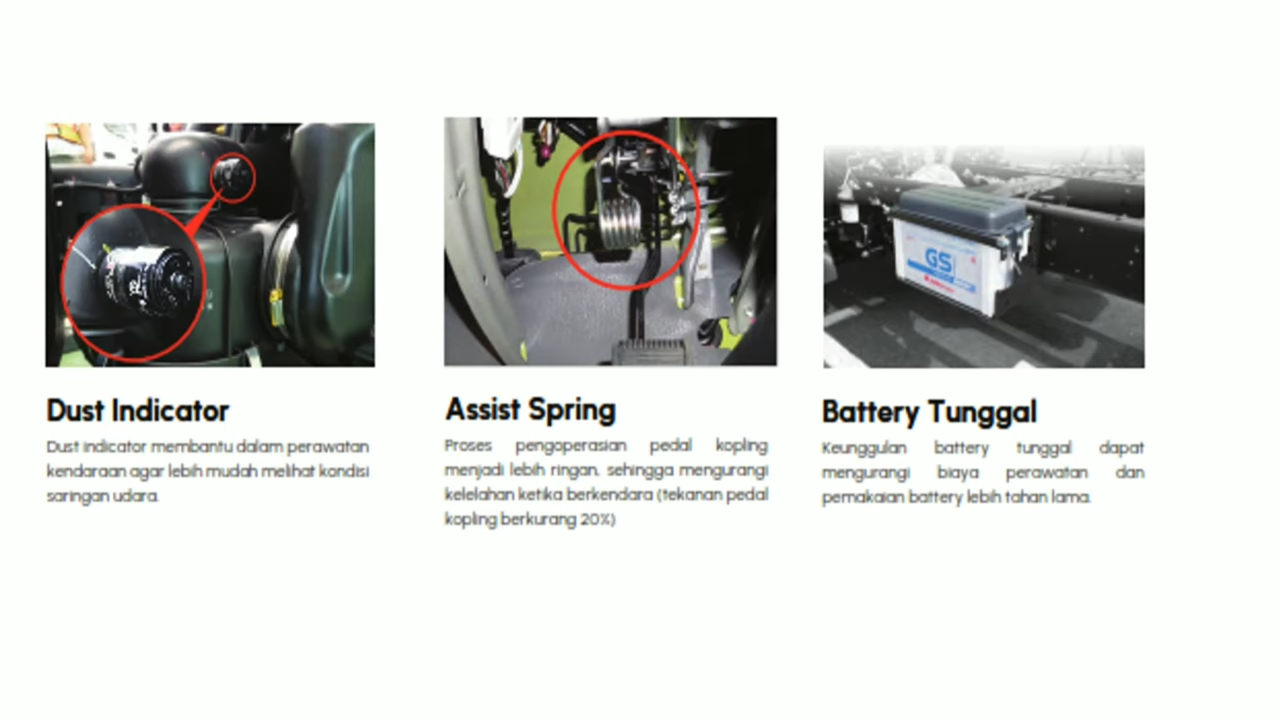 Dust Indicator
Dust indicator membantu dalam perawatan
kendaraan agar lebih mudah melihat kondisi
saringan udara.
Assist Spring
Proses pengoperasian pedal kopling
menjadi lebih ringan, sehingga mengurangi
kelelahan ketika berkendara (tekanan pedal
kopling berkurang 20%)
GS
Battery Tunggal
Keunggulan battery tunggal dapat
mengurangi biaya perawatan dan
pemakaian battery lebih tahan lama.